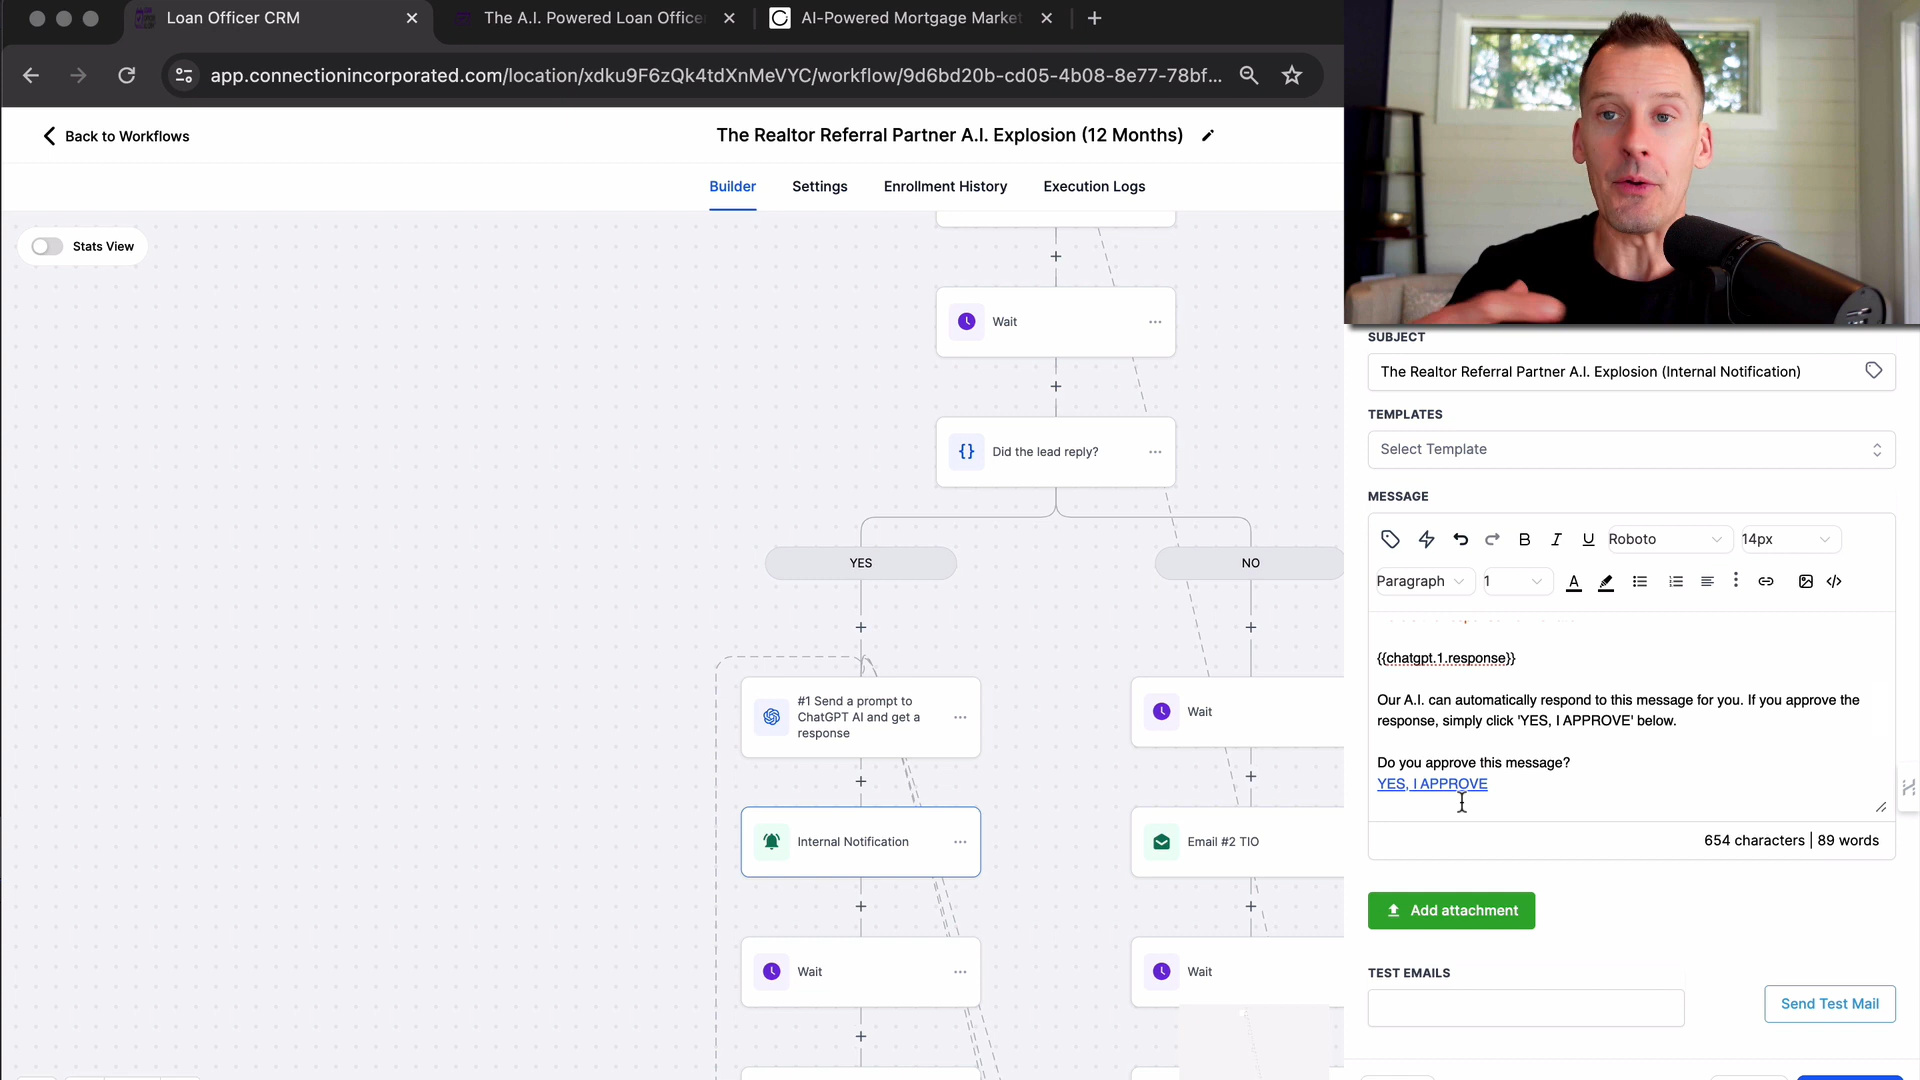 Loan Officer CRM
The A.I. Powered Loan Office
AI-Powered Mortgage Market
app.connectionincorporated.com/location/xdku9F6zQk4tdXnMeVYC/workflow/9d6bd20b-cd05-4b08-8e77-78bf...
Back to Workflows
The Realtor Referral Partner A.I. Explosion (12 Months)
Builder
Settings
Enrollment History
Execution Logs
Stats View
Wait
Did the lead reply?
YES
NO
#1 Send a prompt to
ChatGPT AI and get a
response
Wait
Internal Notification
Email #2 TIO
Wait
Wait
SUBJECT
The Realtor Referral Partner A.I. Explosion (Internal Notification)
TEMPLATES
Select Template
MESSAGE
Roboto
14px
Paragraph
1
{{chatgpt.1.response}}
Our A.I. can automatically respond to this message for you. If you approve the
response, simply click 'YES, I APPROVE' below.
Do you approve this message?
YES, I APPROVE
654 characters | 89 words
Add attachment
TEST EMAILS
Send Test Mail